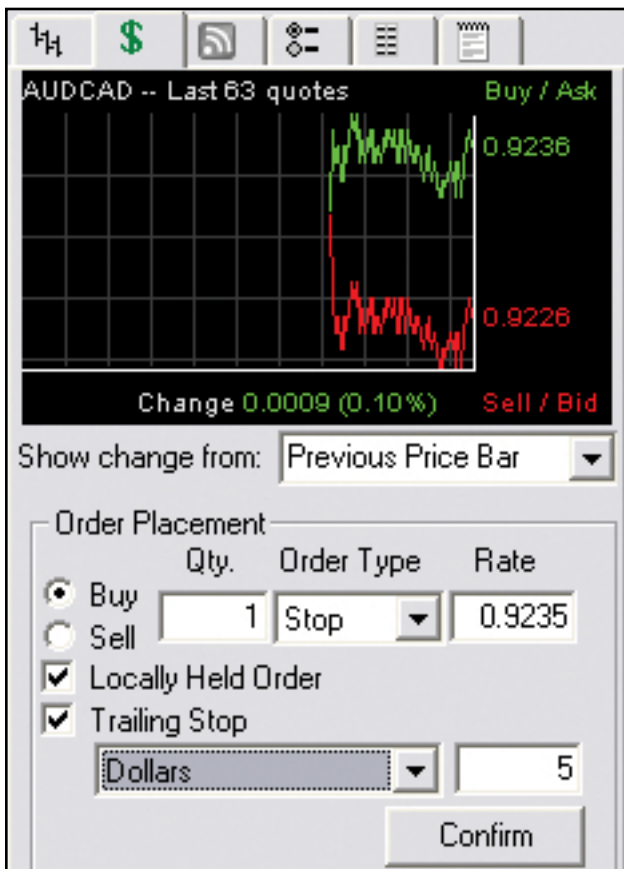 $
AUDCAD -- Last 63 quotes Buy / Ask
0.9236
0.9226
Change 0.0009 (0.10%) Sell / Bid
Show change from: Previous Price Bar
Order Placement
Qty. Order Type Rate
Buy
1 Stop 0.9235
Sell
Locally Held Order
Trailing Stop
Dollars 5
Confirm